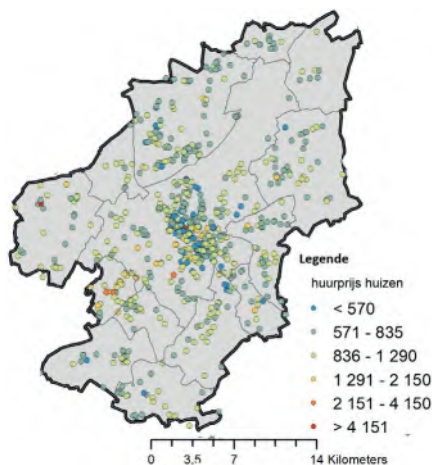 Legende
huurprijs huizen
< 570
571 - 835
836 - 1 290
1 291 - 2 150
2 151 - 4 150
> 4 151
0 3,5 7 14 Kilometers